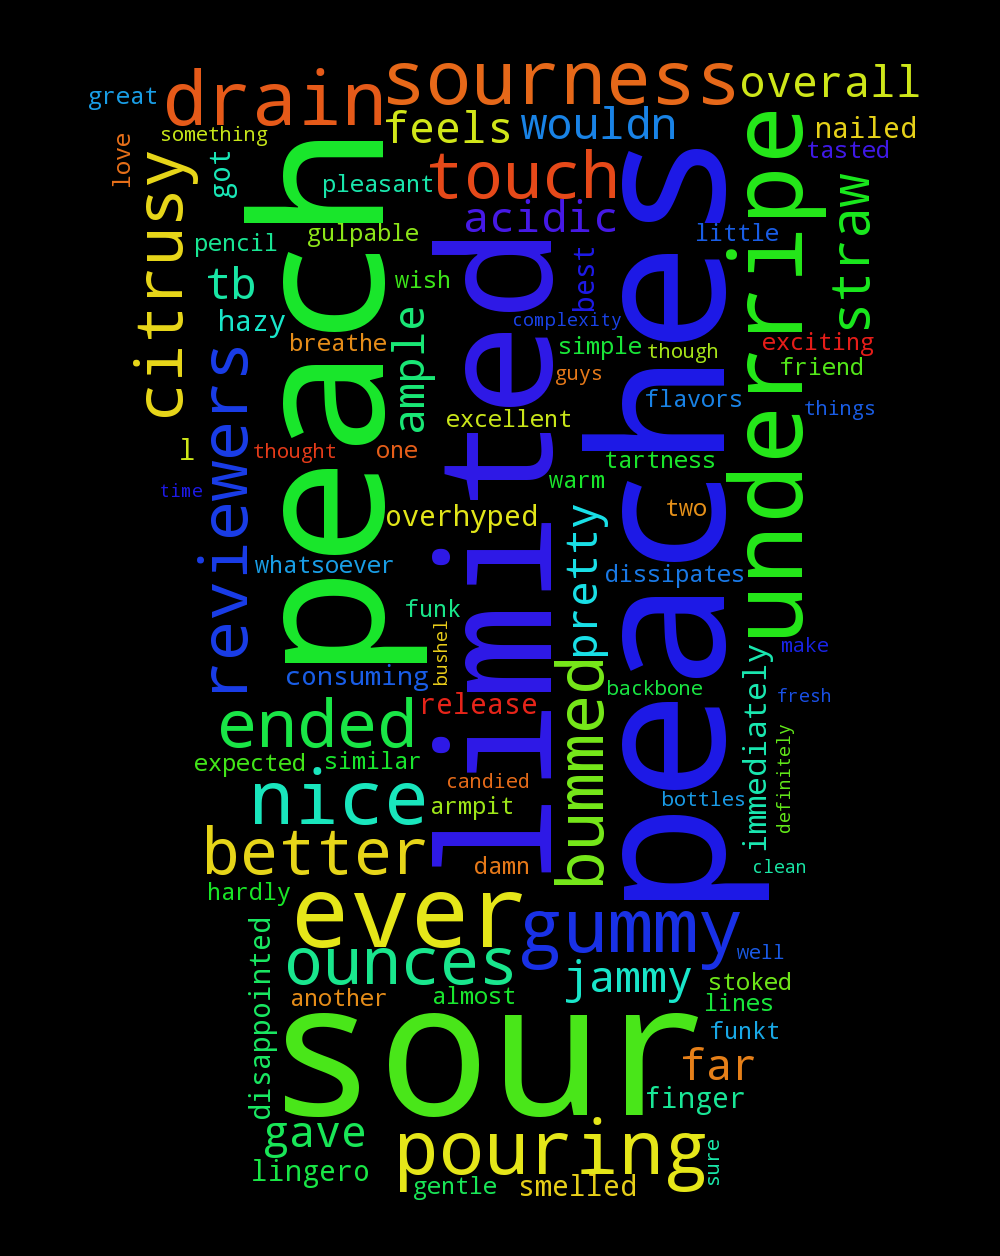 sourness
overall
drain
great
feels
wouldn
nailed
something
love
tasted
got
citrusy
touch
pleasant
straw
peach
limited
peaches
underripe
acidic
gulpable
little
pencil
best
wish
tb
hazy
complexity
breathe
ample
simple
though
exciting
guys
friend
flavors
things
excellent
reviewers
l
thought
one
tartness
warm
time
two
overhyped
pretty
whatsoever
dissipates
funk
bushel
make
consuming
backbone
fresh
release
immediately
ended
bummed
definitely
expected
similar
candied
nice
armpit
bottles
better
damn
clean
hardly
ever
gummy
disappointed
well
ounces
jammy
stoked
another
almost
lines
sour
funkt
far
finger
gave
pouring
sure
lingero
gentle
smelled